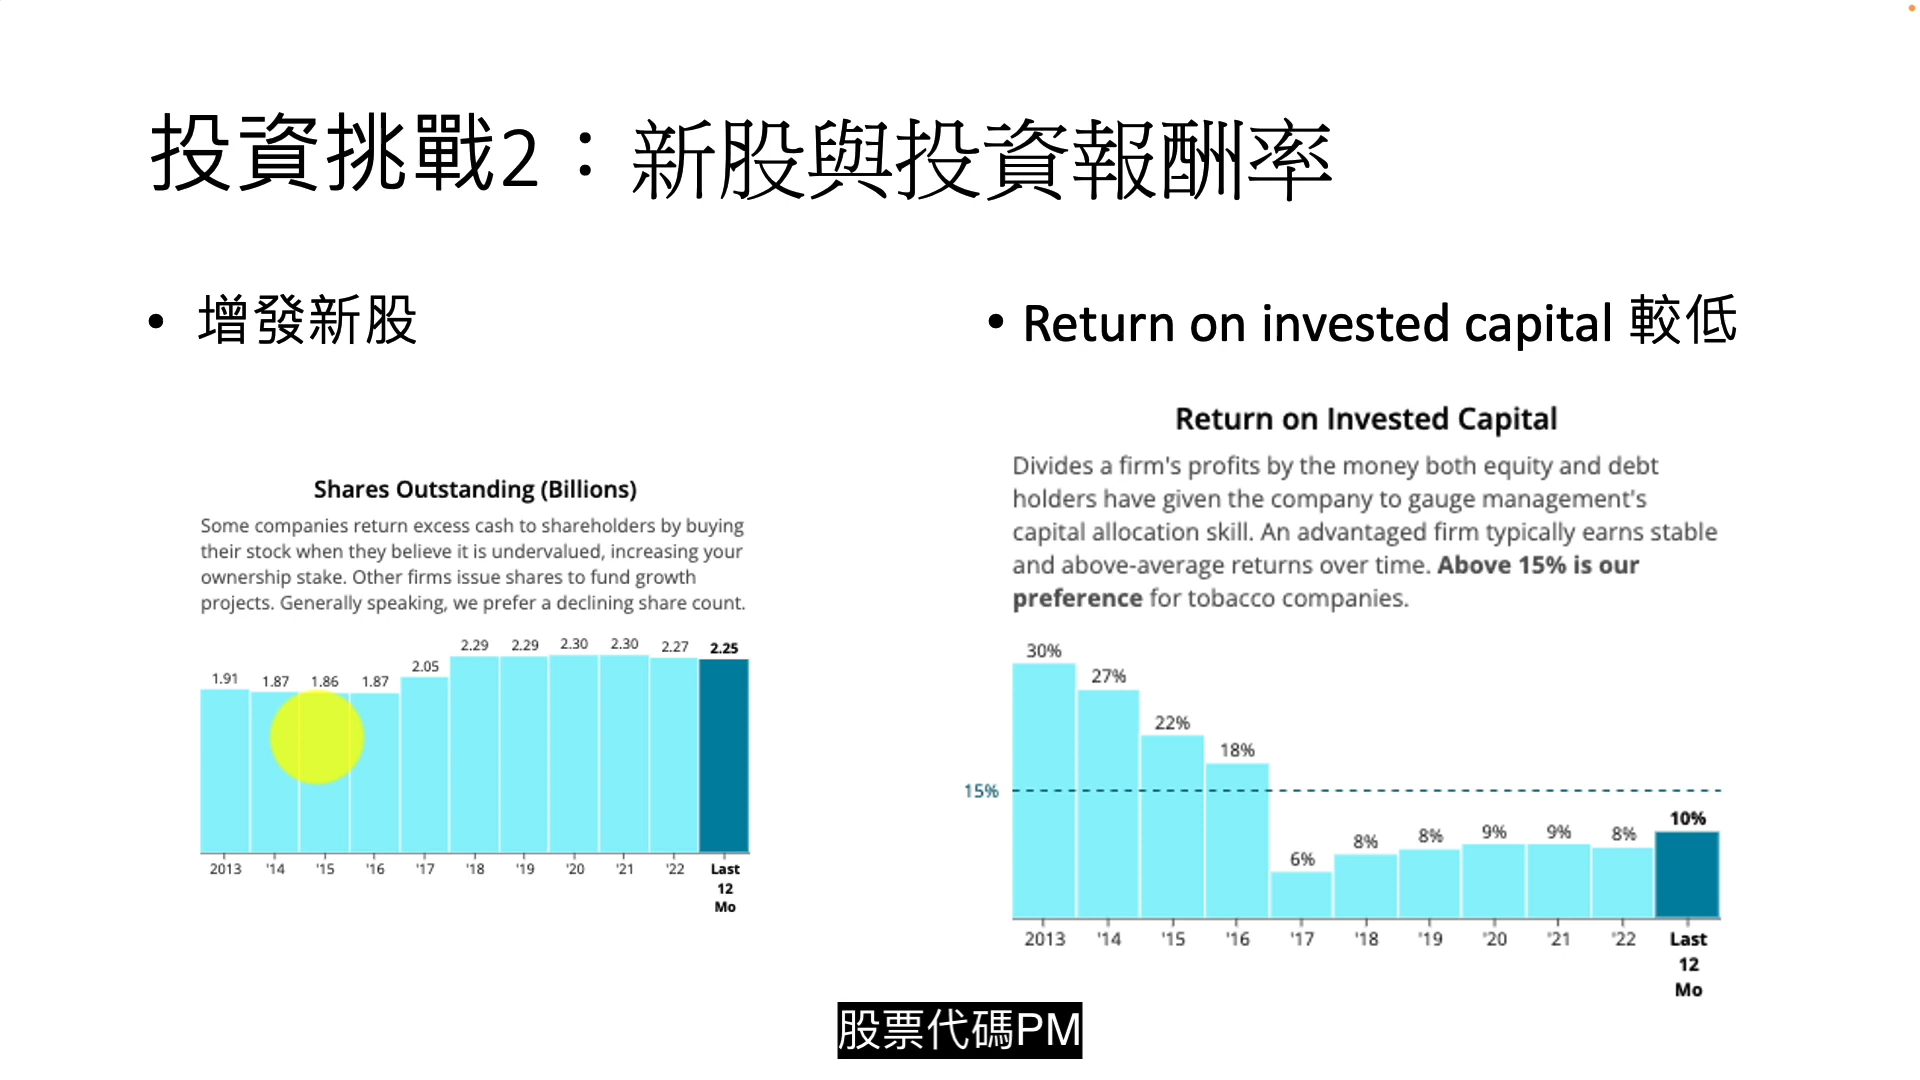 投資挑戰2：新股與投資報酬率
• 增發新股
Shares Outstanding (Billions)
Some companies return excess cash to shareholders by buying
their stock when they believe it is undervalued, increasing your
ownership stake. Other firms issue shares to fund growth
projects. Generally speaking, we prefer a declining share count.
1.91 1.87 1.86 1.87 2.05 2.29 2.29 2.30 2.30 2.27 2.25
2013 '14 '15 '16 '17 '18 '19 '20 '21 '22 Last
12
Mo
• Return on invested capital 較低
Return on Invested Capital
Divides a firm's profits by the money both equity and debt
holders have given the company to gauge management's
capital allocation skill. An advantaged firm typically earns stable
and above-average returns over time. Above 15% is our
preference for tobacco companies.
30% 27% 22% 18% 6% 8% 8% 9% 9% 8% 10%
15%
2013 '14 '15 '16 '17 '18 '19 '20 '21 '22 Last
12
Mo
股票代碼PM